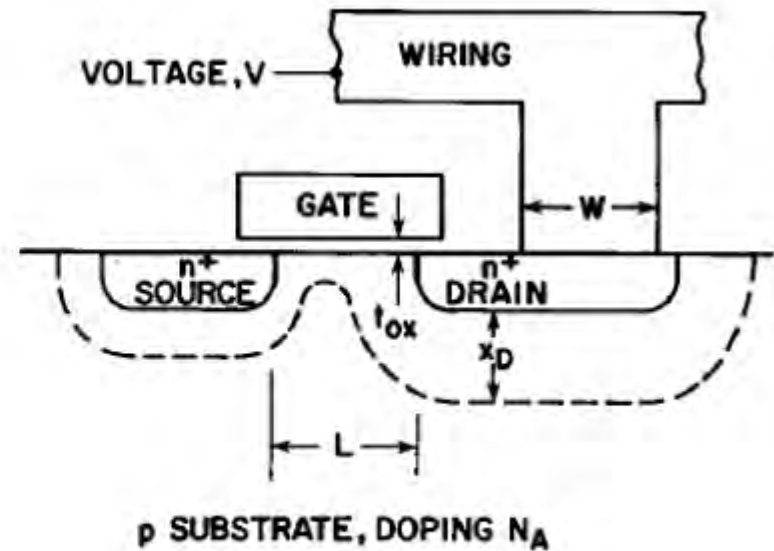 WIRING
VOLTAGE, V
GATE
W
n+
SOURCE
n+
DRAIN
tox
xD
L
p SUBSTRATE, DOPING NA